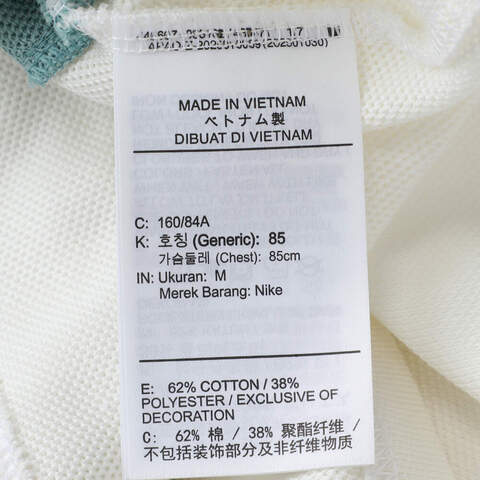 MADE IN VIETNAM
ベトナム製
DIBUAT DI VIETNAM
C: 160/84A
K: 호칭 (Generic): 85
가슴둘레 (Chest): 85cm
IN: Ukuran: M
Merek Barang: Nike
E: 62% COTTON / 38%
POLYESTER / EXCLUSIVE OF
DECORATION
C: 62% 棉 / 38% 聚酯纤维 /
不包括装饰部分及非纤维物质